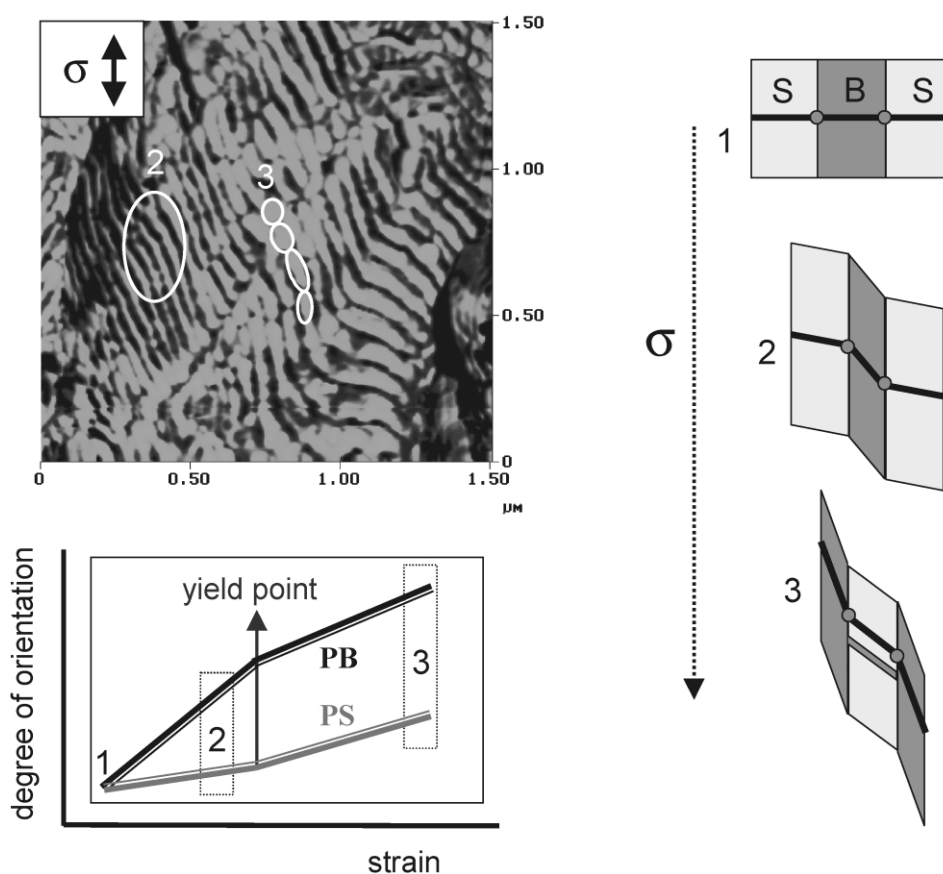 σ
2
3
1.50
1.00
0.50
0
0
0.50
1.00
1.50
μM
S B S
1
2
σ
3
degree of orientation
yield point
PB
3
PS
2
1
strain